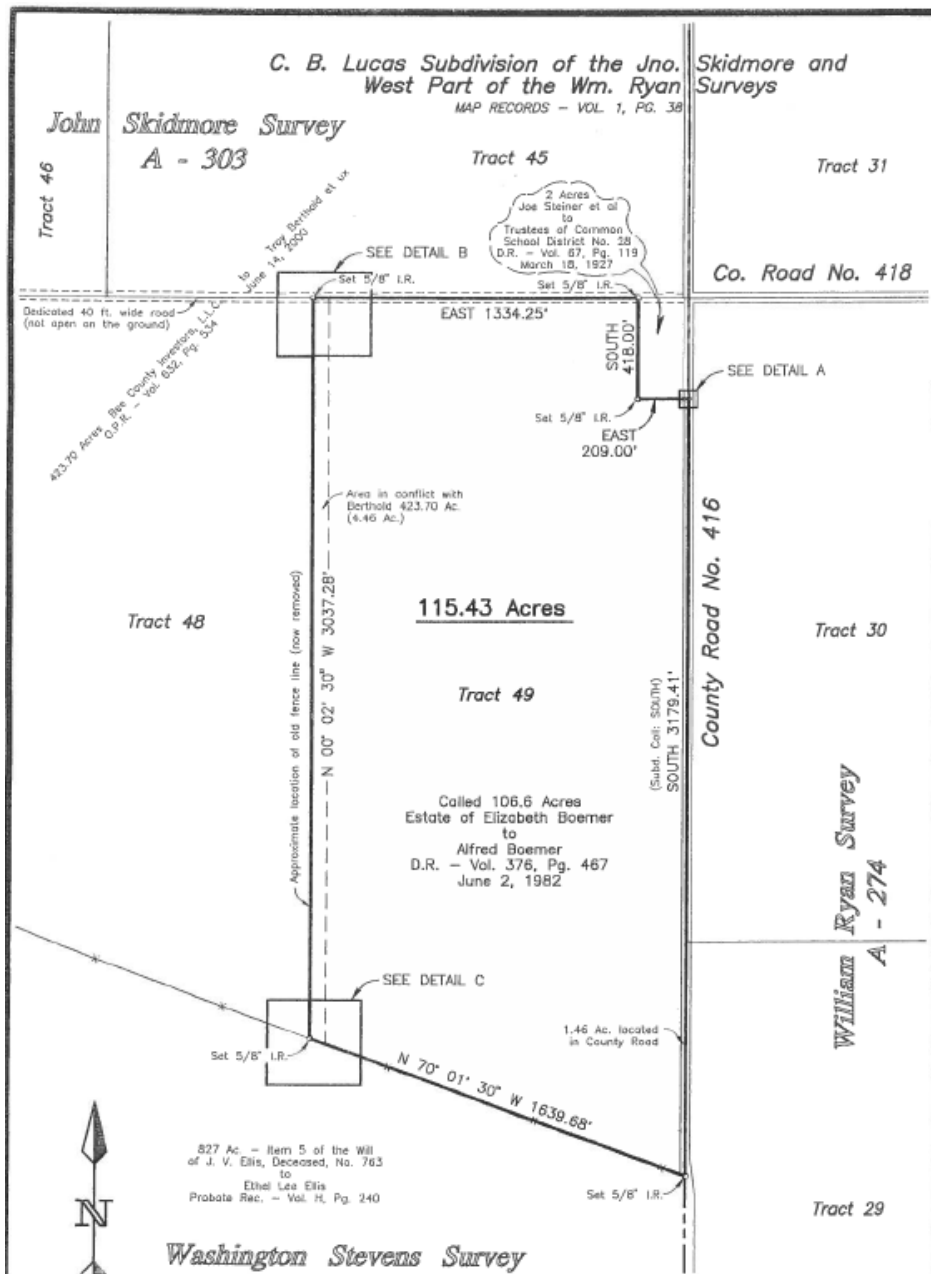 C. B. Lucas Subdivision of the Jno. Skidmore and
West Part of the Wm. Ryan Surveys
MAP RECORDS - VOL. 1, PG. 38
John Skidmore Survey
A - 303
Tract 46
Tract 45
Tract 31
2 Acres
Joe Steiner et al
to
Trustees of Common
School District No. 28
D.R. - Vol. 67, Pg. 119
March 18, 1927
SEE DETAIL B
Set 5/8" I.R.
Set 5/8" I.R.
Co. Road No. 418
Dedicated 40 ft. wide road
(not open on the ground)
EAST 1334.25'
SOUTH
418.00'
SEE DETAIL A
Set 5/8" I.R.
EAST
209.00'
423.70 Acres Bee County Investors, L.L.C.
to Troy Berthold et ux
O.P.R. - Vol. 632, Pg. 534
June 14, 2000
Area in conflict with
Berthold 423.70 Ac.
(4.46 Ac.)
Approximate location of old fence line (now removed)
N 00° 02' 30" W 3037.28'
115.43 Acres
Tract 48
Tract 49
Tract 30
County Road No. 416
(Subd. Call: SOUTH)
SOUTH 3179.41'
Called 106.6 Acres
Estate of Elizabeth Boemer
to
Alfred Boemer
D.R. - Vol. 376, Pg. 467
June 2, 1982
William Ryan Survey
A - 274
SEE DETAIL C
Set 5/8" I.R.
1.46 Ac. located
in County Road
N 70° 01' 30" W 1639.68'
Set 5/8" I.R.
827 Ac. - Item 5 of the Will
of J. V. Ellis, Deceased, No. 763
to
Ethel Lea Ellis
Probate Rec. - Vol. H, Pg. 240
N
Tract 29
Washington Stevens Survey